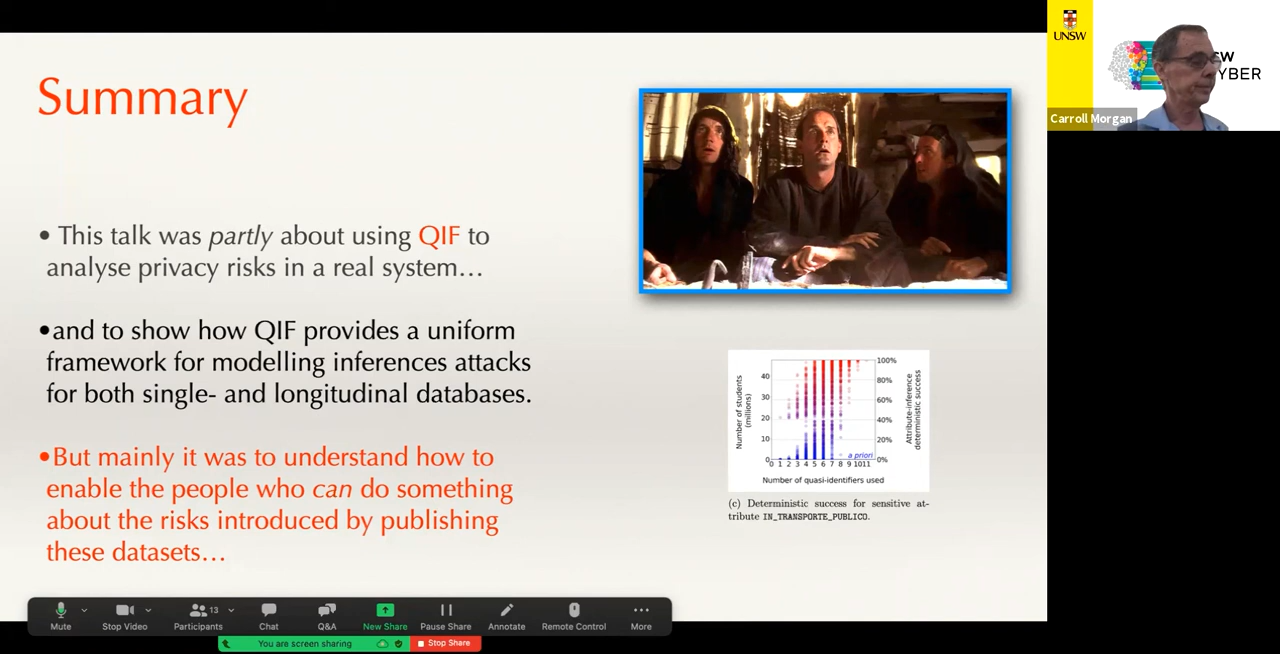 Summary
• This talk was partly about using QIF to
analyse privacy risks in a real system…
•and to show how QIF provides a uniform
framework for modelling inferences attacks
for both single- and longitudinal databases.
•But mainly it was to understand how to
enable the people who can do something
about the risks introduced by publishing
these datasets…
Number of students
(millions)
40
30
20
10
0
100%
80%
60%
40%
20%
0%
a priori
0 1 2 3 4 5 6 7 8 9 1011
Number of quasi-identifiers used
Attribute-inference
deterministic success
(c) Deterministic success for sensitive at-
tribute IN_TRANSPORTE_PUBLICO.
UNSW
SW
YBER
Carroll Morgan
Mute
Stop Video
13
Participants
Chat
Q&A
New Share
Pause Share
Annotate
Remote Control
More
You are screen sharing
Stop Share